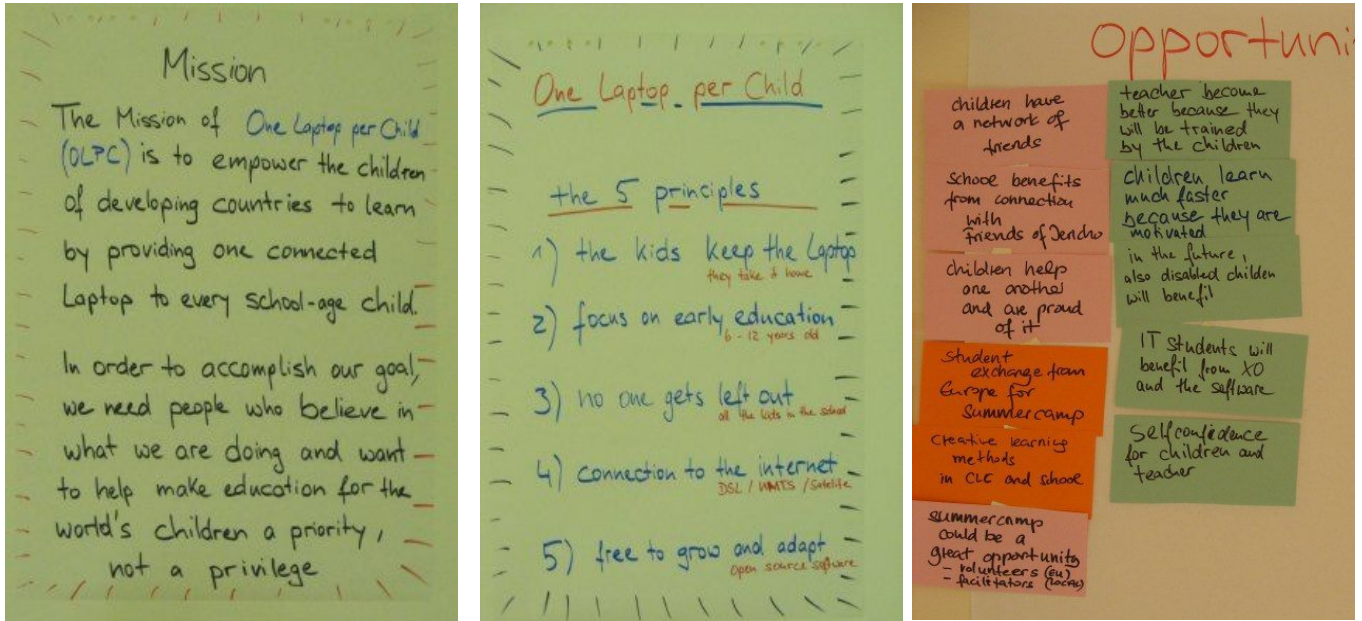 Mission
The Mission of One Laptop per Child
(OLPC) is to empower the children
of developing countries to learn
by providing one connected
Laptop to every school-age child.
In order to accomplish our goal,
we need people who believe in
what we are doing and want
to help make education for the
world's children a priority,
not a privilege
One Laptop per Child
the 5 principles
1) the kids keep the Laptop
they take it home
2) focus on early education
6 - 12 years old
3) no one gets left out
all the kids in the school
4) connection to the internet
DSL / UMTS / Satelite
5) free to grow and adapt
open source software
Opportuni
children have
a network of
friends
school benefits
from connection
with
friends of Jericho
children help
one another
and are proud
of it
student
exchange from
Europe for
Summercamp
creative learning
methods
in CLC and school
summercamp
could be a
great opportunity
- volunteers (EU)
- facilitators (LOCAL)
teacher become
better because they
will be trained
by the children
children learn
much faster
because they are
motivated
in the future,
also disabled children
will benefit
IT students will
benefit from XO
and the software
Selfconfidence
for children and
teacher